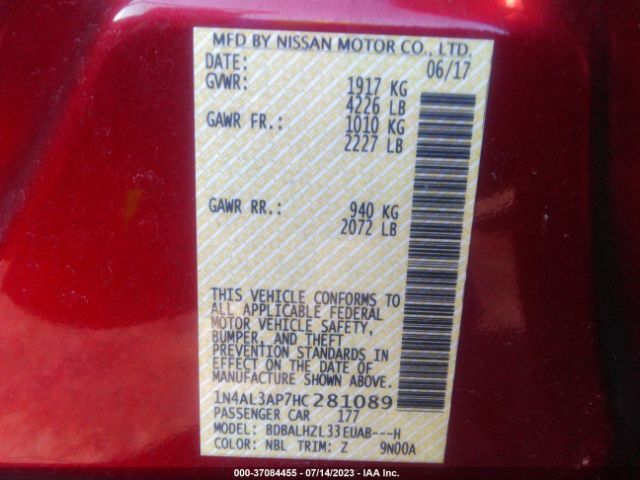 MFD BY NISSAN MOTOR CO., LTD.
DATE: 06/17
GVWR: 1917 KG
4226 LB
GAWR FR.: 1010 KG
2227 LB
GAWR RR.: 940 KG
2072 LB
THIS VEHICLE CONFORMS TO
ALL APPLICABLE FEDERAL
MOTOR VEHICLE SAFETY,
BUMPER, AND THEFT
PREVENTION STANDARDS IN
EFFECT ON THE DATE OF
MANUFACTURE SHOWN ABOVE.
1N4AL3AP7HC281089
PASSENGER CAR 177
MODEL: BDBALHZL33EUAB---H
COLOR: NBL TRIM: Z 9N00A
000-37084455 - 07/14/2023 - IAA Inc.